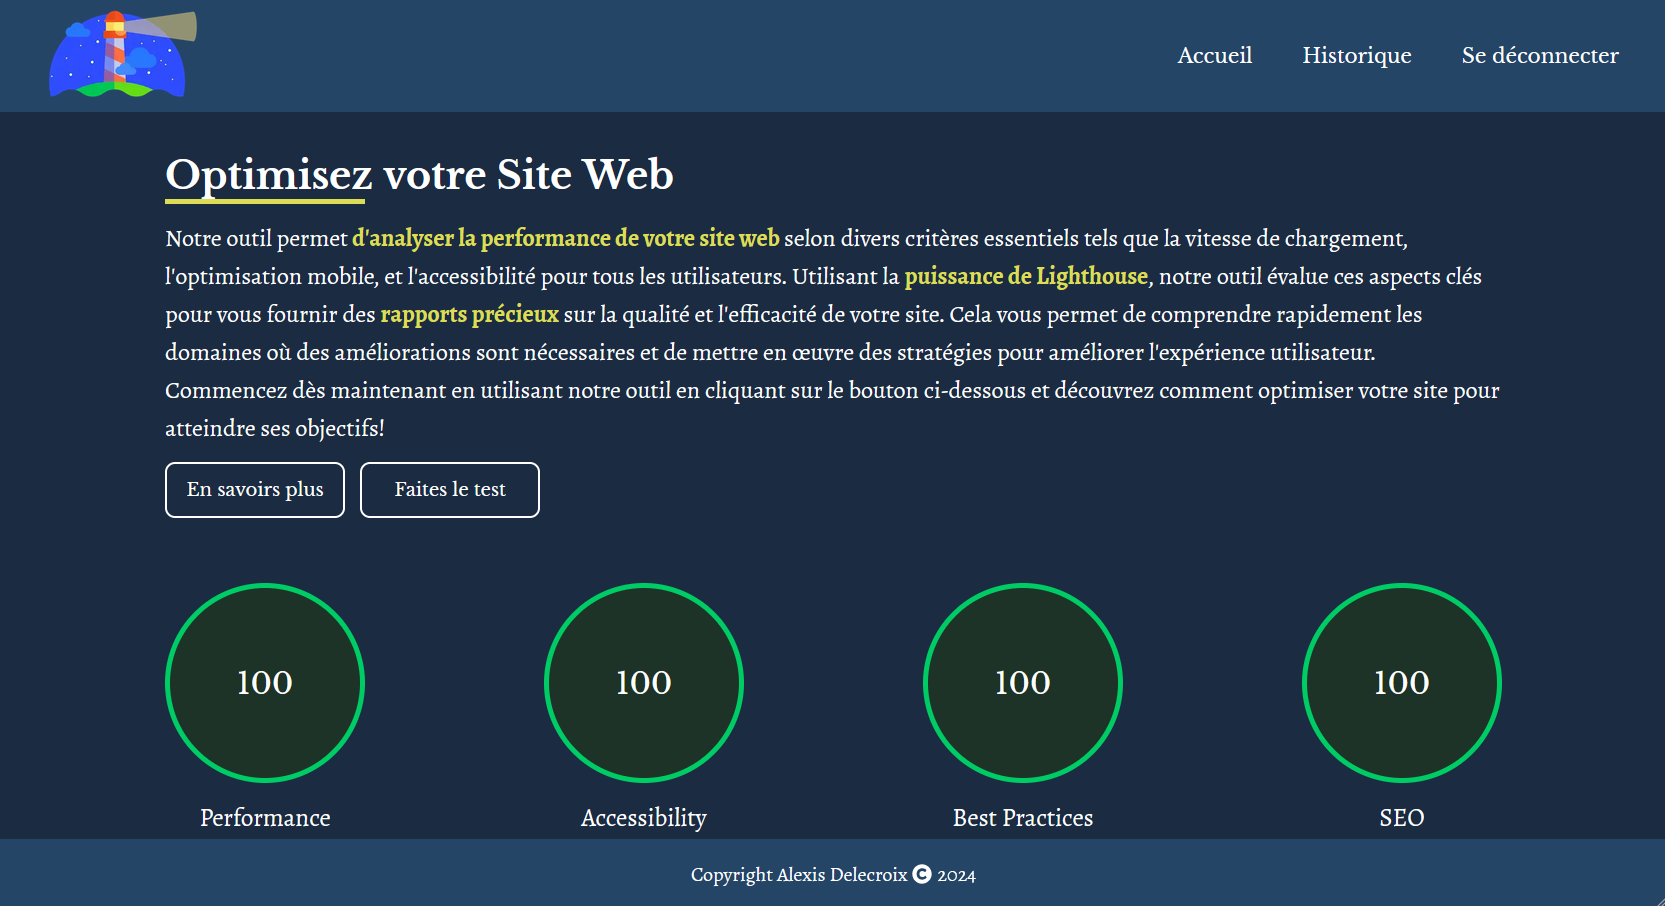 Accueil Historique Se déconnecter
Optimisez votre Site Web
Notre outil permet d'analyser la performance de votre site web selon divers critères essentiels tels que la vitesse de chargement,
l'optimisation mobile, et l'accessibilité pour tous les utilisateurs. Utilisant la puissance de Lighthouse, notre outil évalue ces aspects clés
pour vous fournir des rapports précieux sur la qualité et l'efficacité de votre site. Cela vous permet de comprendre rapidement les
domaines où des améliorations sont nécessaires et de mettre en œuvre des stratégies pour améliorer l'expérience utilisateur.
Commencez dès maintenant en utilisant notre outil en cliquant sur le bouton ci-dessous et découvrez comment optimiser votre site pour
atteindre ses objectifs!
En savoirs plus Faites le test
100 100 100 100
Performance Accessibility Best Practices SEO
Copyright Alexis Delecroix © 2024